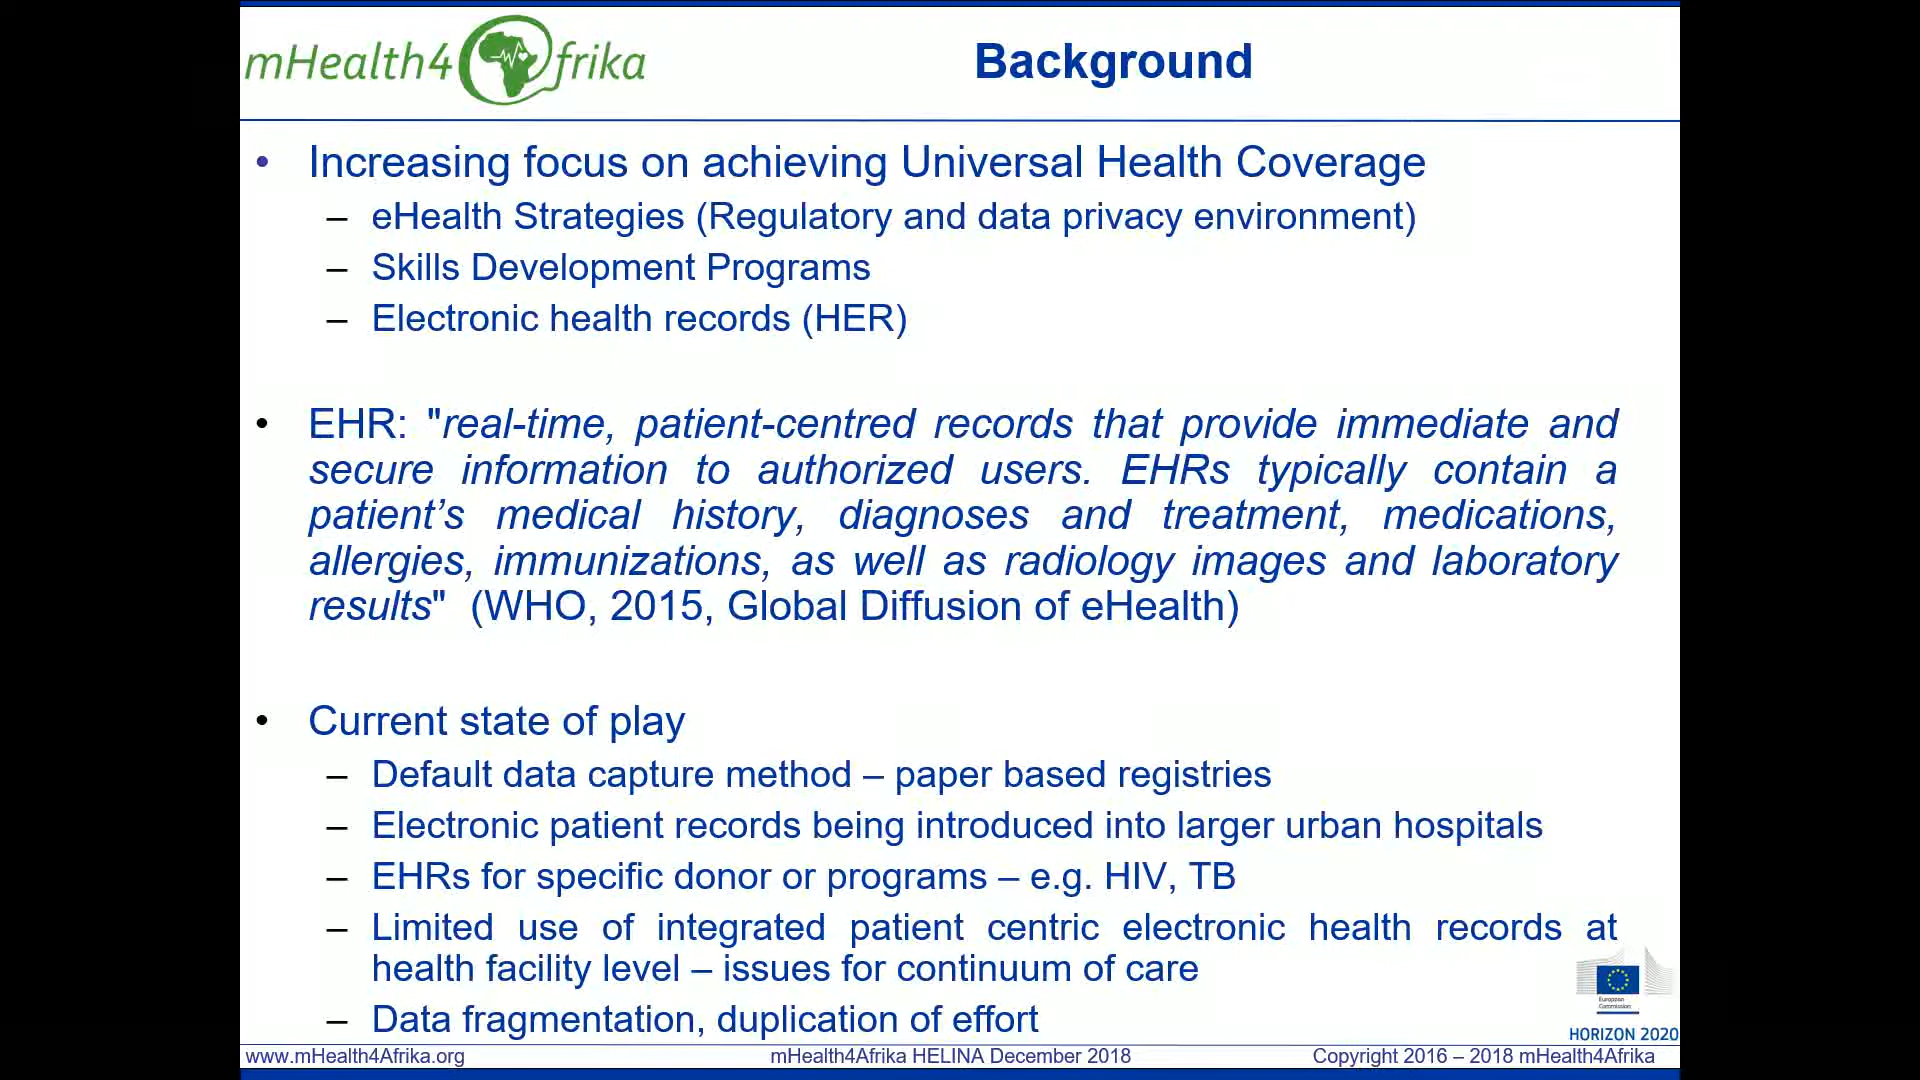 mHealth4Afrika
Background
• Increasing focus on achieving Universal Health Coverage
– eHealth Strategies (Regulatory and data privacy environment)
– Skills Development Programs
– Electronic health records (HER)
• EHR: "real-time, patient-centred records that provide immediate and
secure information to authorized users. EHRs typically contain a
patient’s medical history, diagnoses and treatment, medications,
allergies, immunizations, as well as radiology images and laboratory
results" (WHO, 2015, Global Diffusion of eHealth)
• Current state of play
– Default data capture method – paper based registries
– Electronic patient records being introduced into larger urban hospitals
– EHRs for specific donor or programs – e.g. HIV, TB
– Limited use of integrated patient centric electronic health records at
health facility level – issues for continuum of care
– Data fragmentation, duplication of effort
European
Commission
HORIZON 2020
www.mHealth4Afrika.org
mHealth4Afrika HELINA December 2018
Copyright 2016 – 2018 mHealth4Afrika